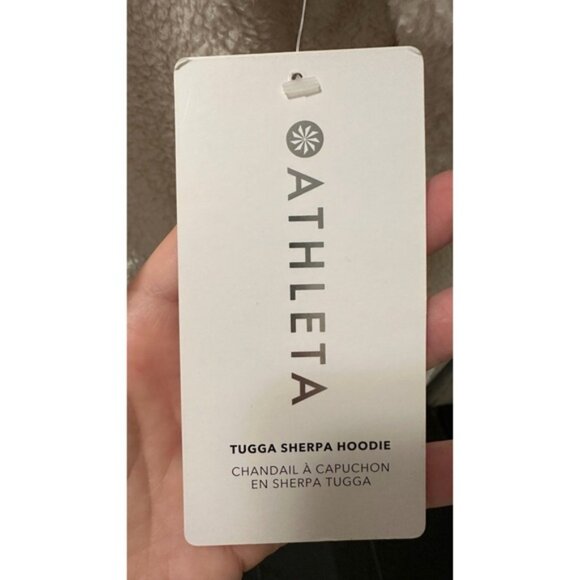 ATHLETA
TUGGA SHERPA HOODIE
CHANDAIL À CAPUCHON
EN SHERPA TUGGA